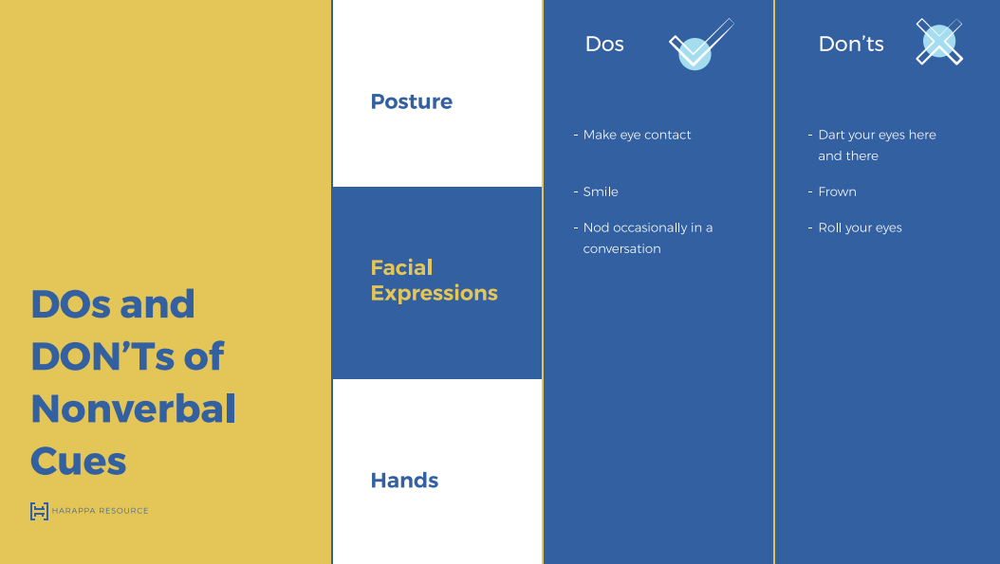 DOs and
DON’Ts of
Nonverbal
Cues
HARAPPA RESOURCE
Posture
Facial
Expressions
Hands
Dos
- Make eye contact
- Smile
- Nod occasionally in a
conversation
Don’ts
- Dart your eyes here
and there
- Frown
- Roll your eyes